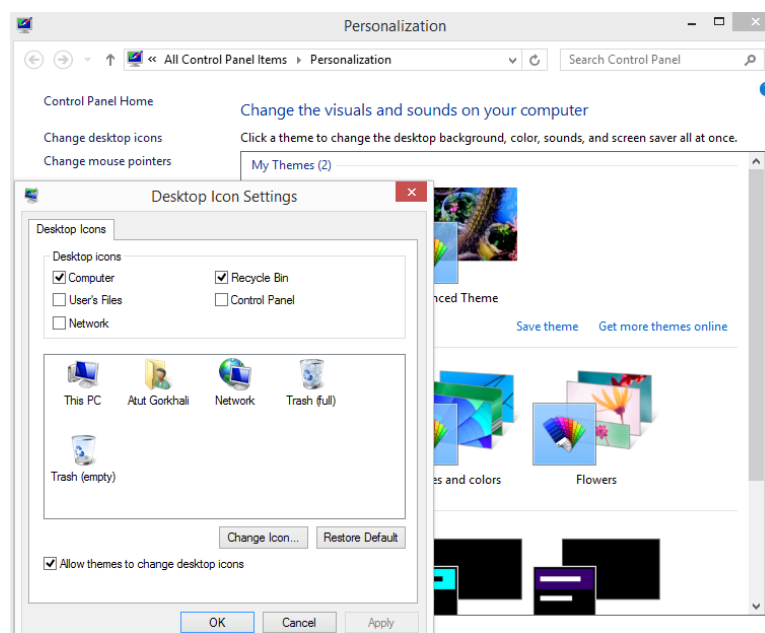 Personalization
« All Control Panel Items Personalization
Search Control Panel
Control Panel Home
Change desktop icons
Change mouse pointers
Change the visuals and sounds on your computer
Click a theme to change the desktop background, color, sounds, and screen saver all at once.
My Themes (2)
Save theme Get more themes online
and colors
Flowers
Theme
Desktop Icon Settings
Desktop Icons
Desktop icons
Computer
Recycle Bin
User's Files
Control Panel
Network
This PC
Atut Gorkhali
Network
Trash (full)
Trash (empty)
Change Icon...
Restore Default
Allow themes to change desktop icons
OK
Cancel
Apply